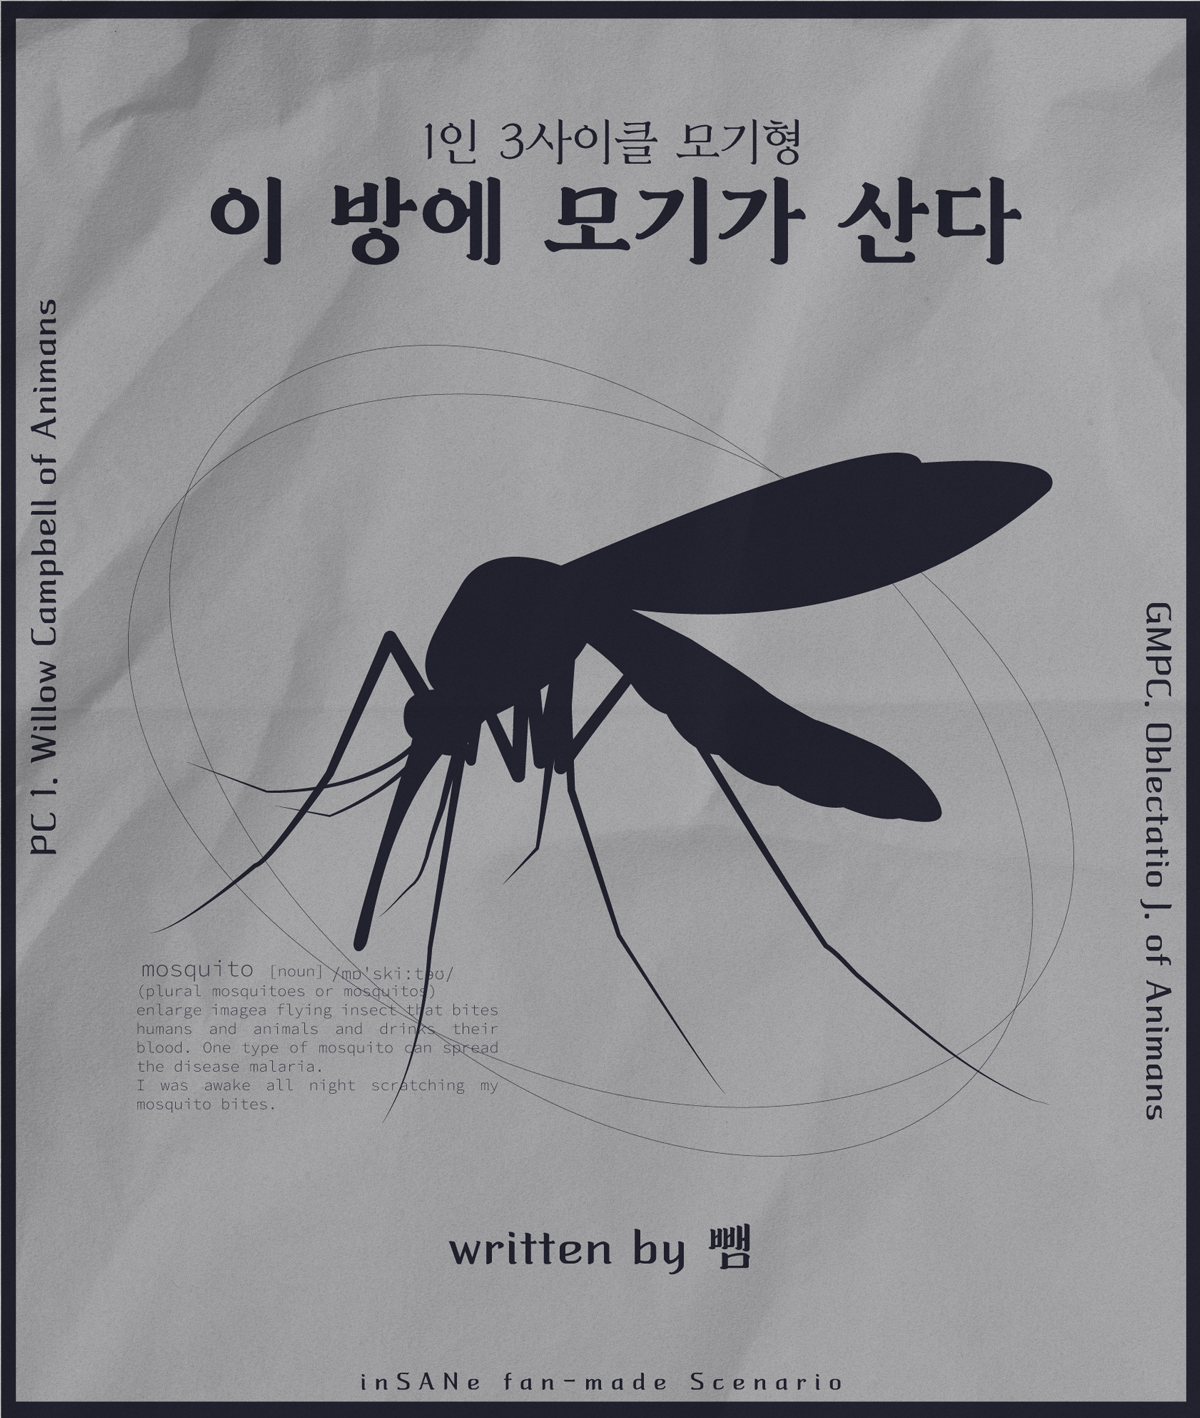 1인 3사이클 모기형
이 방에 모기가 산다
PC 1. Willow Campbell of Animans
GMPC. Oblectatio J. of Animans
mosquito [noun] /mɒˈskiːtəʊ/
(plural mosquitoes or mosquitos)
enlarge imagea flying insect that bites
humans and animals and drinks their
blood. One type of mosquito can spread
the disease malaria.
I was awake all night scratching my
mosquito bites.
written by 뺌
inSANe fan-made Scenario